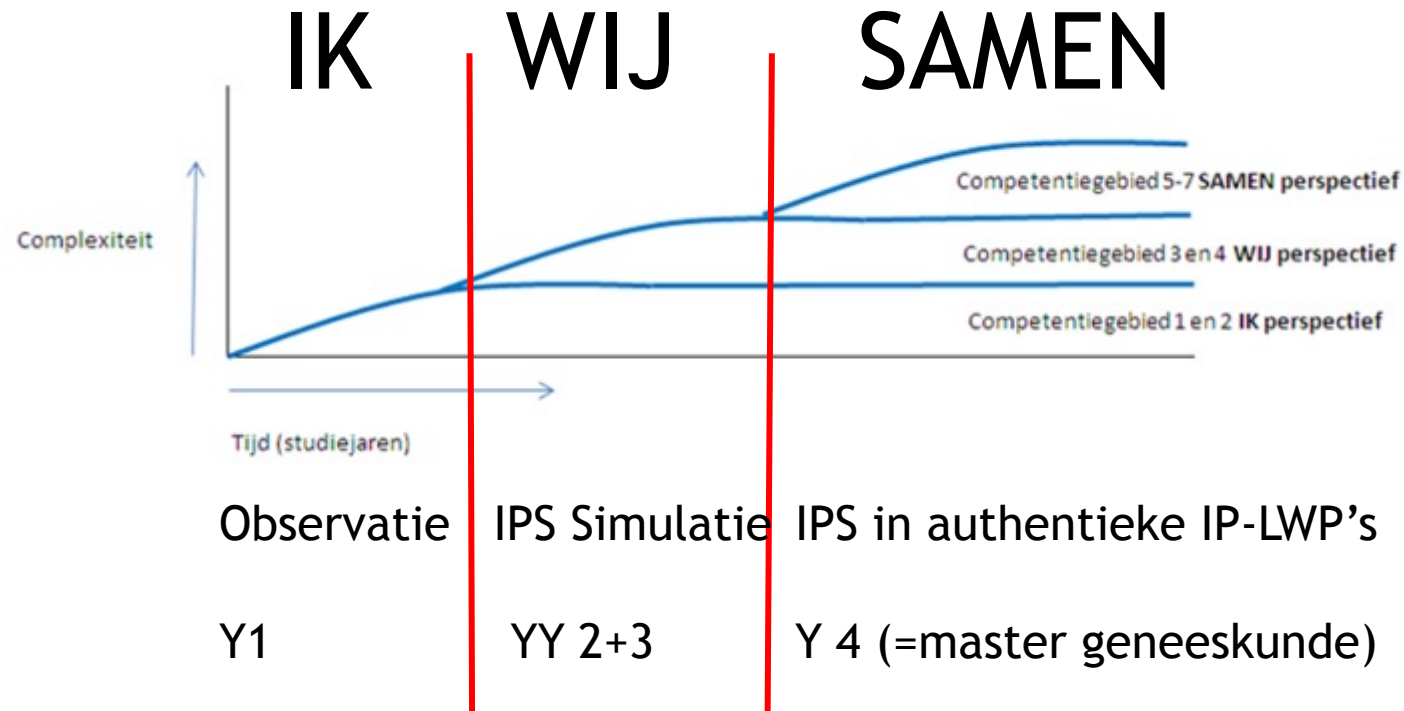 IK WIJ SAMEN
Competentiegebied 5-7 SAMEN perspectief
Complexiteit
Competentiegebied 3 en 4 WIJ perspectief
Competentiegebied 1 en 2 IK perspectief
Tijd (studiejaren)
Observatie IPS Simulatie IPS in authentieke IP-LWP’s
Y1 YY 2+3 Y 4 (=master geneeskunde)